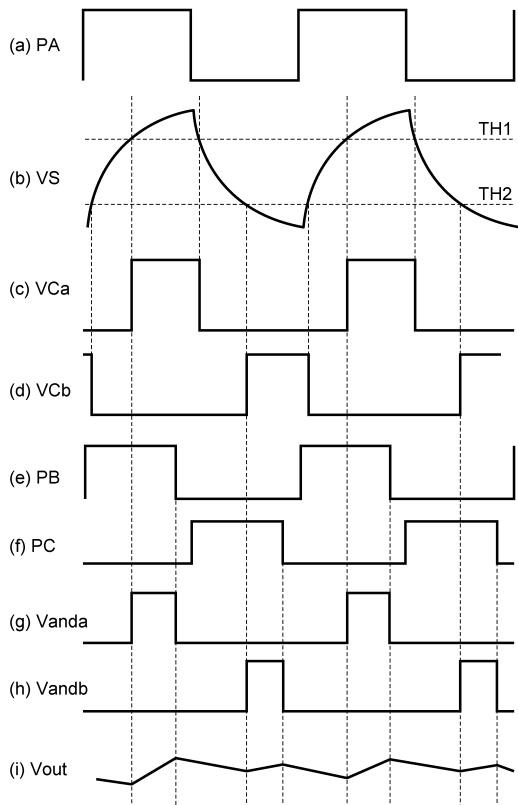 (a) PA
TH1
(b) VS
TH2
(c) VCa
(d) VCb
(e) PB
(f) PC
(g) Vanda
(h) Vandb
(i) Vout